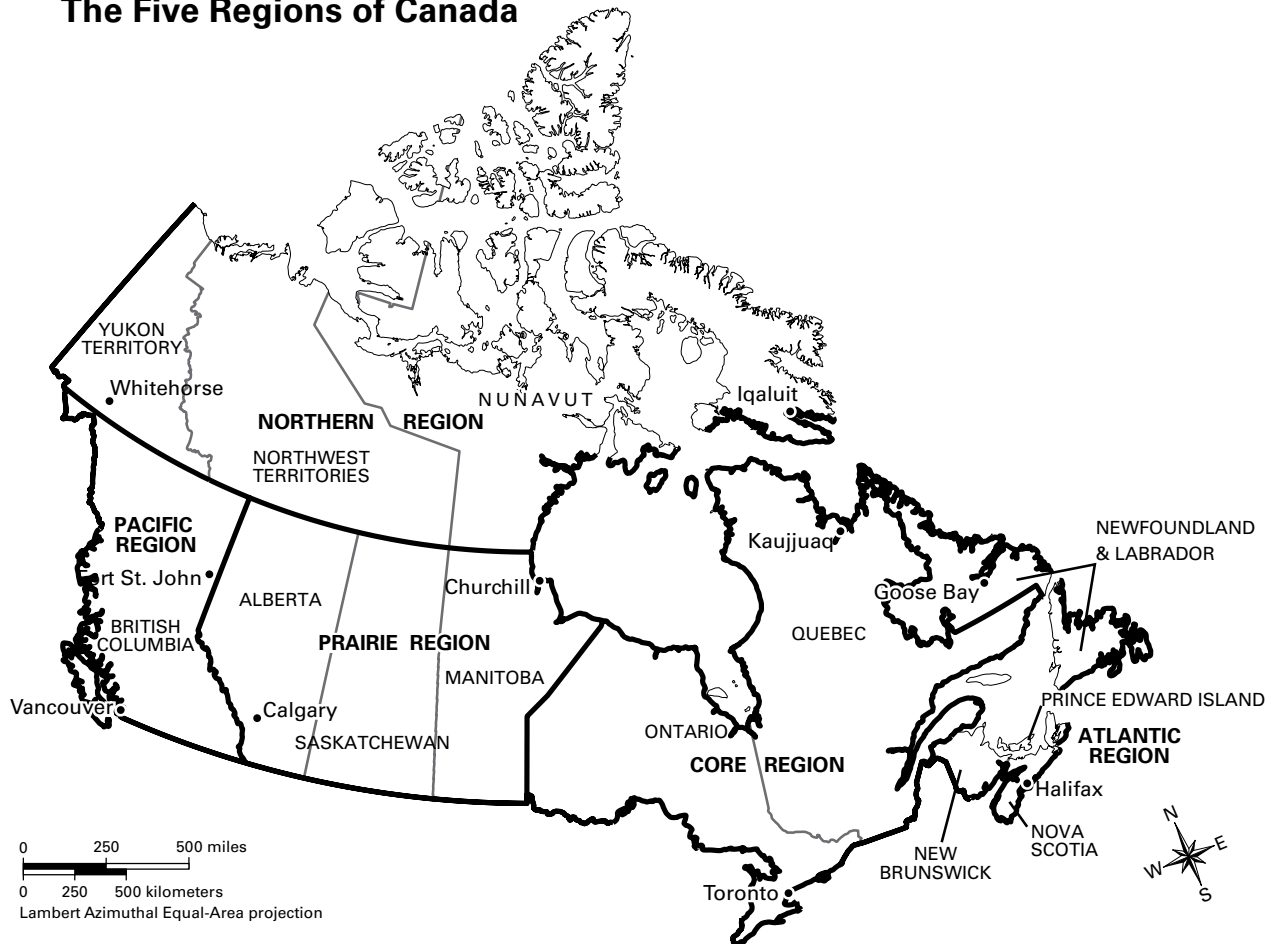 The Five Regions of Canada
YUKON
TERRITORY
Whitehorse
NUNAVUT
Iqaluit
NORTHERN REGION
NORTHWEST
TERRITORIES
PACIFIC
REGION
Fort St. John
Churchill
Kaujjuaq
NEWFOUNDLAND
& LABRADOR
Goose Bay
ALBERTA
BRITISH
COLUMBIA
PRAIRIE REGION
QUEBEC
MANITOBA
Vancouver
Calgary
SASKATCHEWAN
ONTARIO
PRINCE EDWARD ISLAND
CORE REGION
ATLANTIC
REGION
Halifax
NOVA
SCOTIA
NEW
BRUNSWICK
Toronto
N
E
W
S
0 250 500 miles
0 250 500 kilometers
Lambert Azimuthal Equal-Area projection